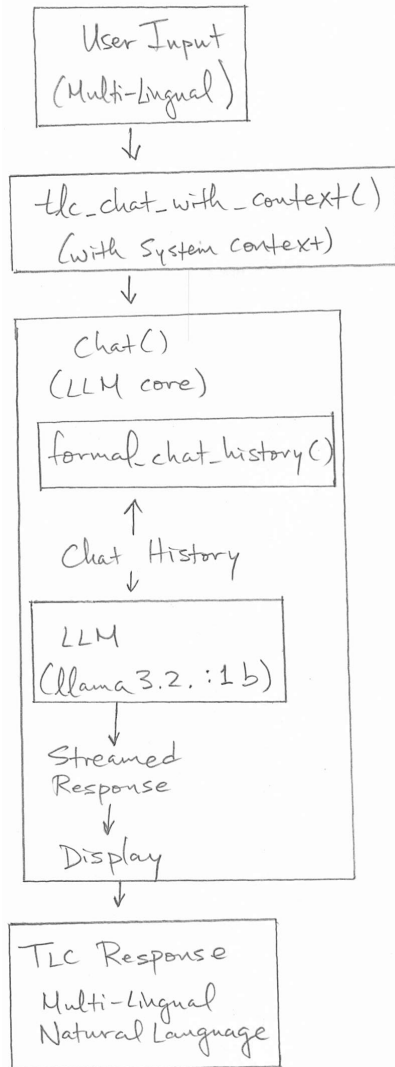 User Input
(Multi-Lingual)
tlc_chat_with_context()
(with System context)
Chat()
(LLM core)
formal_chat_history()
Chat History
LLM
(llama3.2.:1b)
Streamed
Response
Display
TLC Response
Multi-Lingual
Natural Language